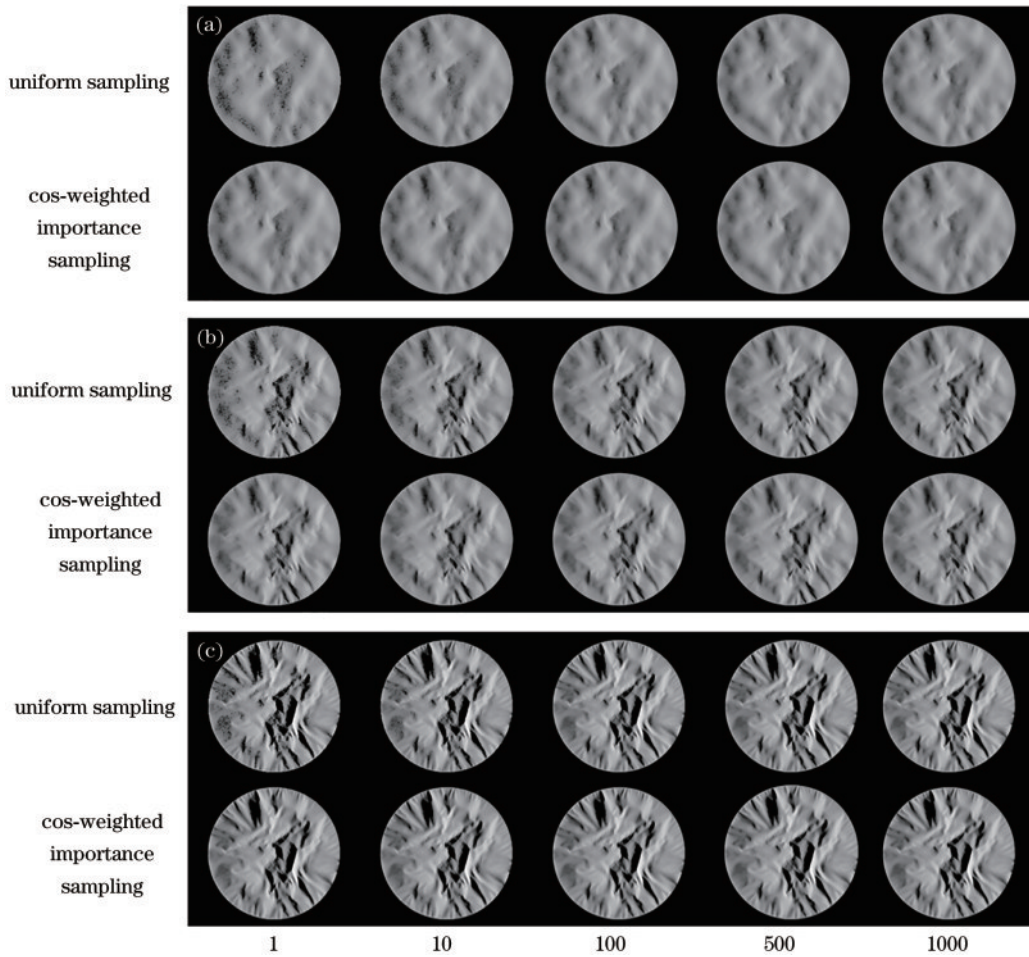 (a)
uniform sampling
cos-weighted
importance
sampling
(b)
uniform sampling
cos-weighted
importance
sampling
(c)
uniform sampling
cos-weighted
importance
sampling
1 10 100 500 1000